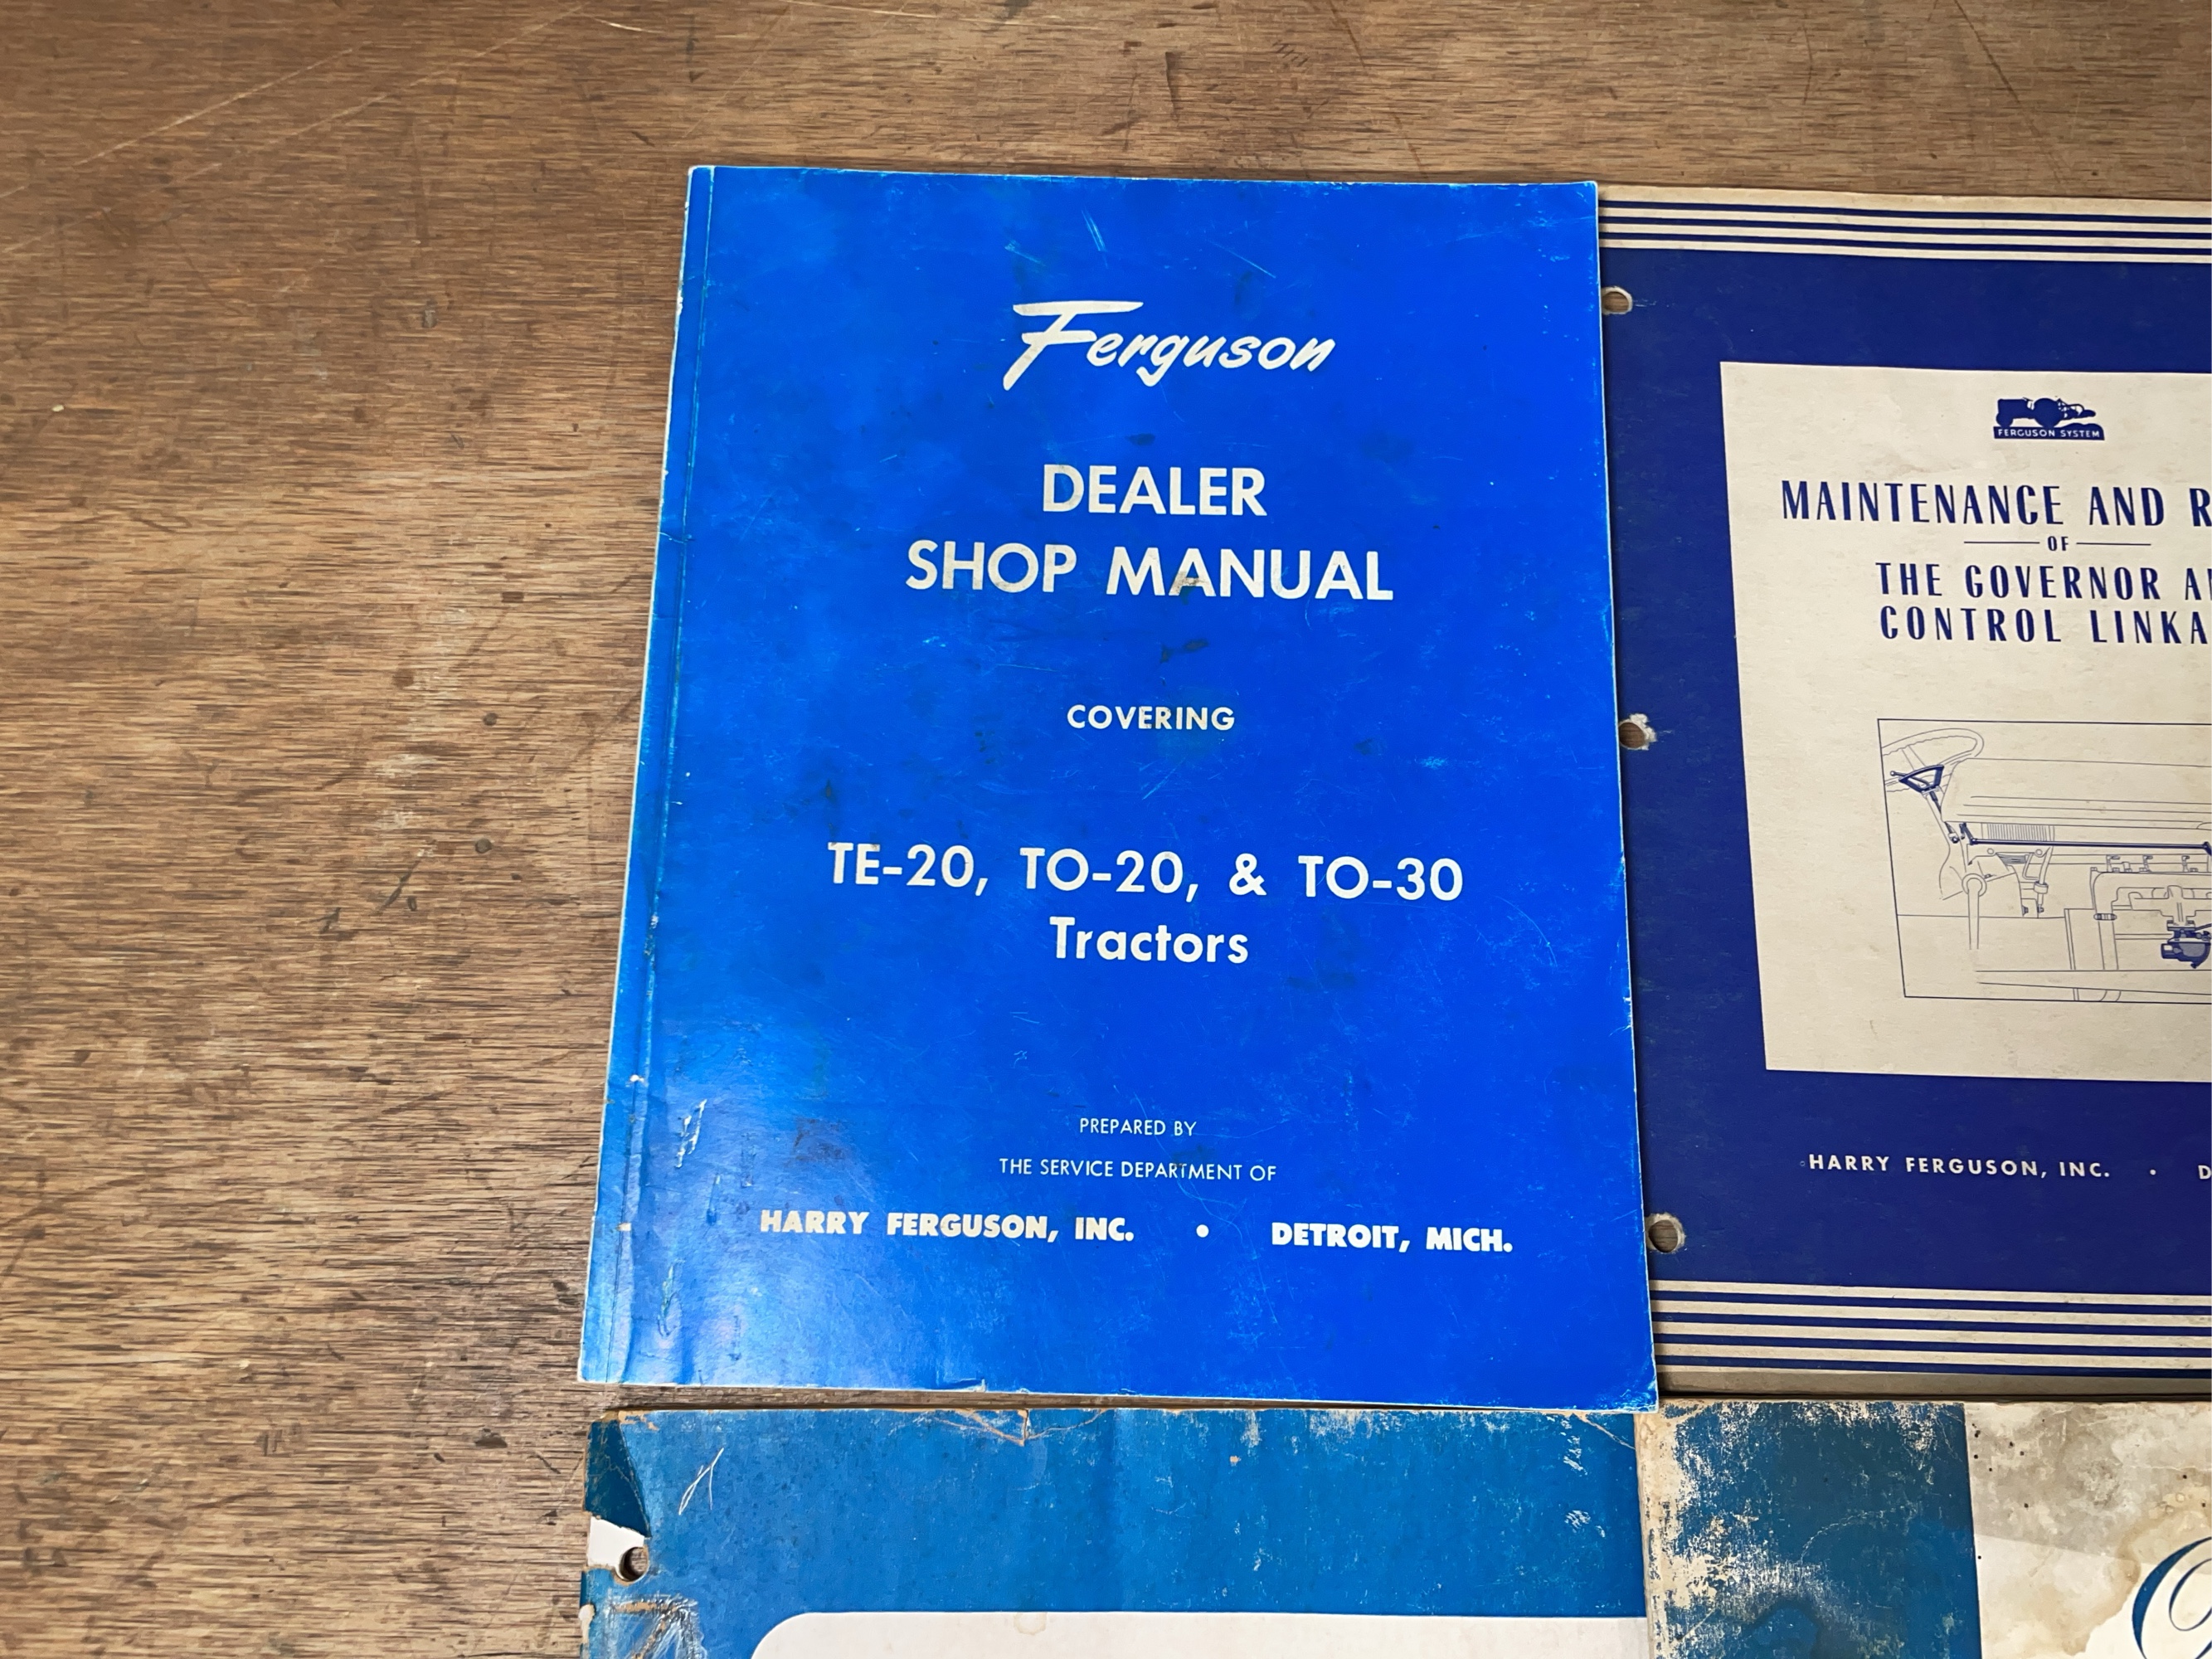 Ferguson
DEALER
SHOP MANUAL
COVERING
TE-20, TO-20, & TO-30
Tractors
PREPARED BY
THE SERVICE DEPARTMENT OF
HARRY FERGUSON, INC. • DETROIT, MICH.
FERGUSON SYSTEM
MAINTENANCE AND
OF
THE GOVERNOR
CONTROL
HARRY FERGUSON, INC. •